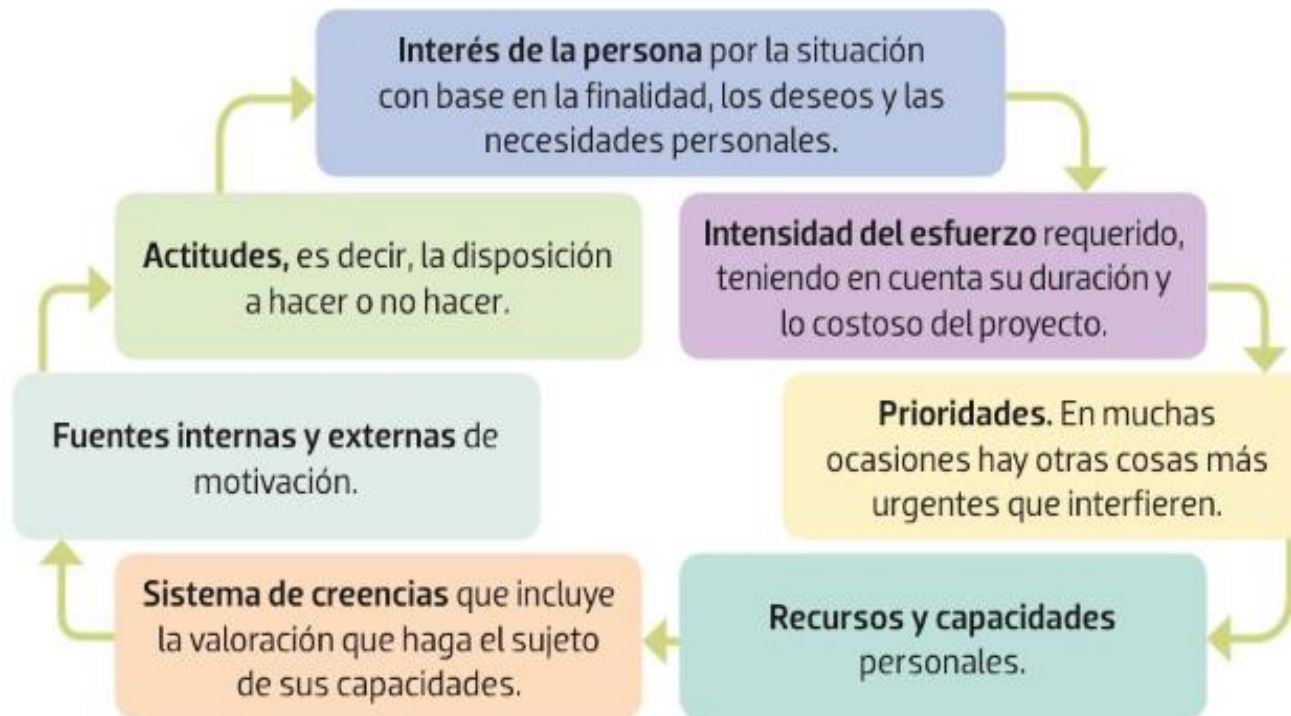 Interés de la persona por la situación
con base en la finalidad, los deseos y las
necesidades personales.
Intensidad del esfuerzo requerido,
teniendo en cuenta su duración y
lo costoso del proyecto.
Prioridades. En muchas
ocasiones hay otras cosas más
urgentes que interfieren.
Recursos y capacidades
personales.
Sistema de creencias que incluye
la valoración que haga el sujeto
de sus capacidades.
Fuentes internas y externas de
motivación.
Actitudes, es decir, la disposición
a hacer o no hacer.